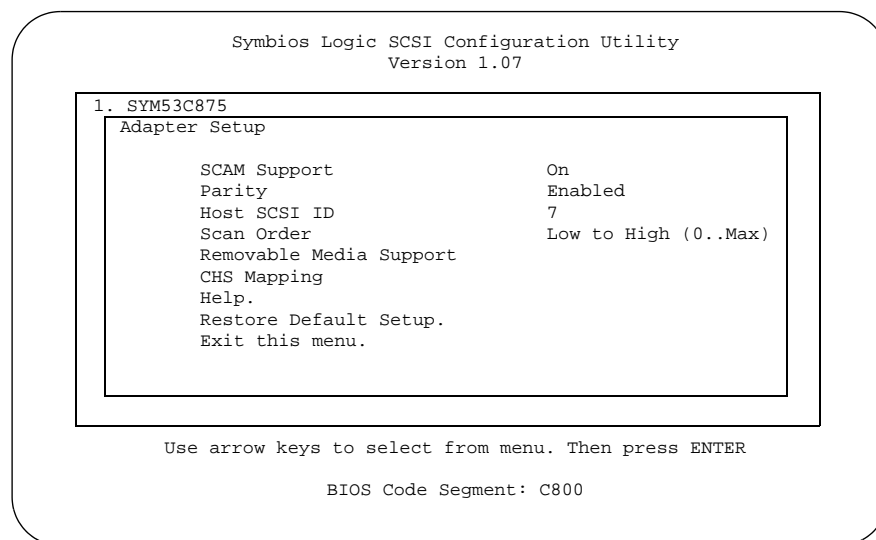 Symbios Logic SCSI Configuration Utility
Version 1.07
1. SYM53C875
Adapter Setup
SCAM Support On
Parity Enabled
Host SCSI ID 7
Scan Order Low to High (0..Max)
Removable Media Support
CHS Mapping
Help.
Restore Default Setup.
Exit this menu.
Use arrow keys to select from menu. Then press ENTER
BIOS Code Segment: C800